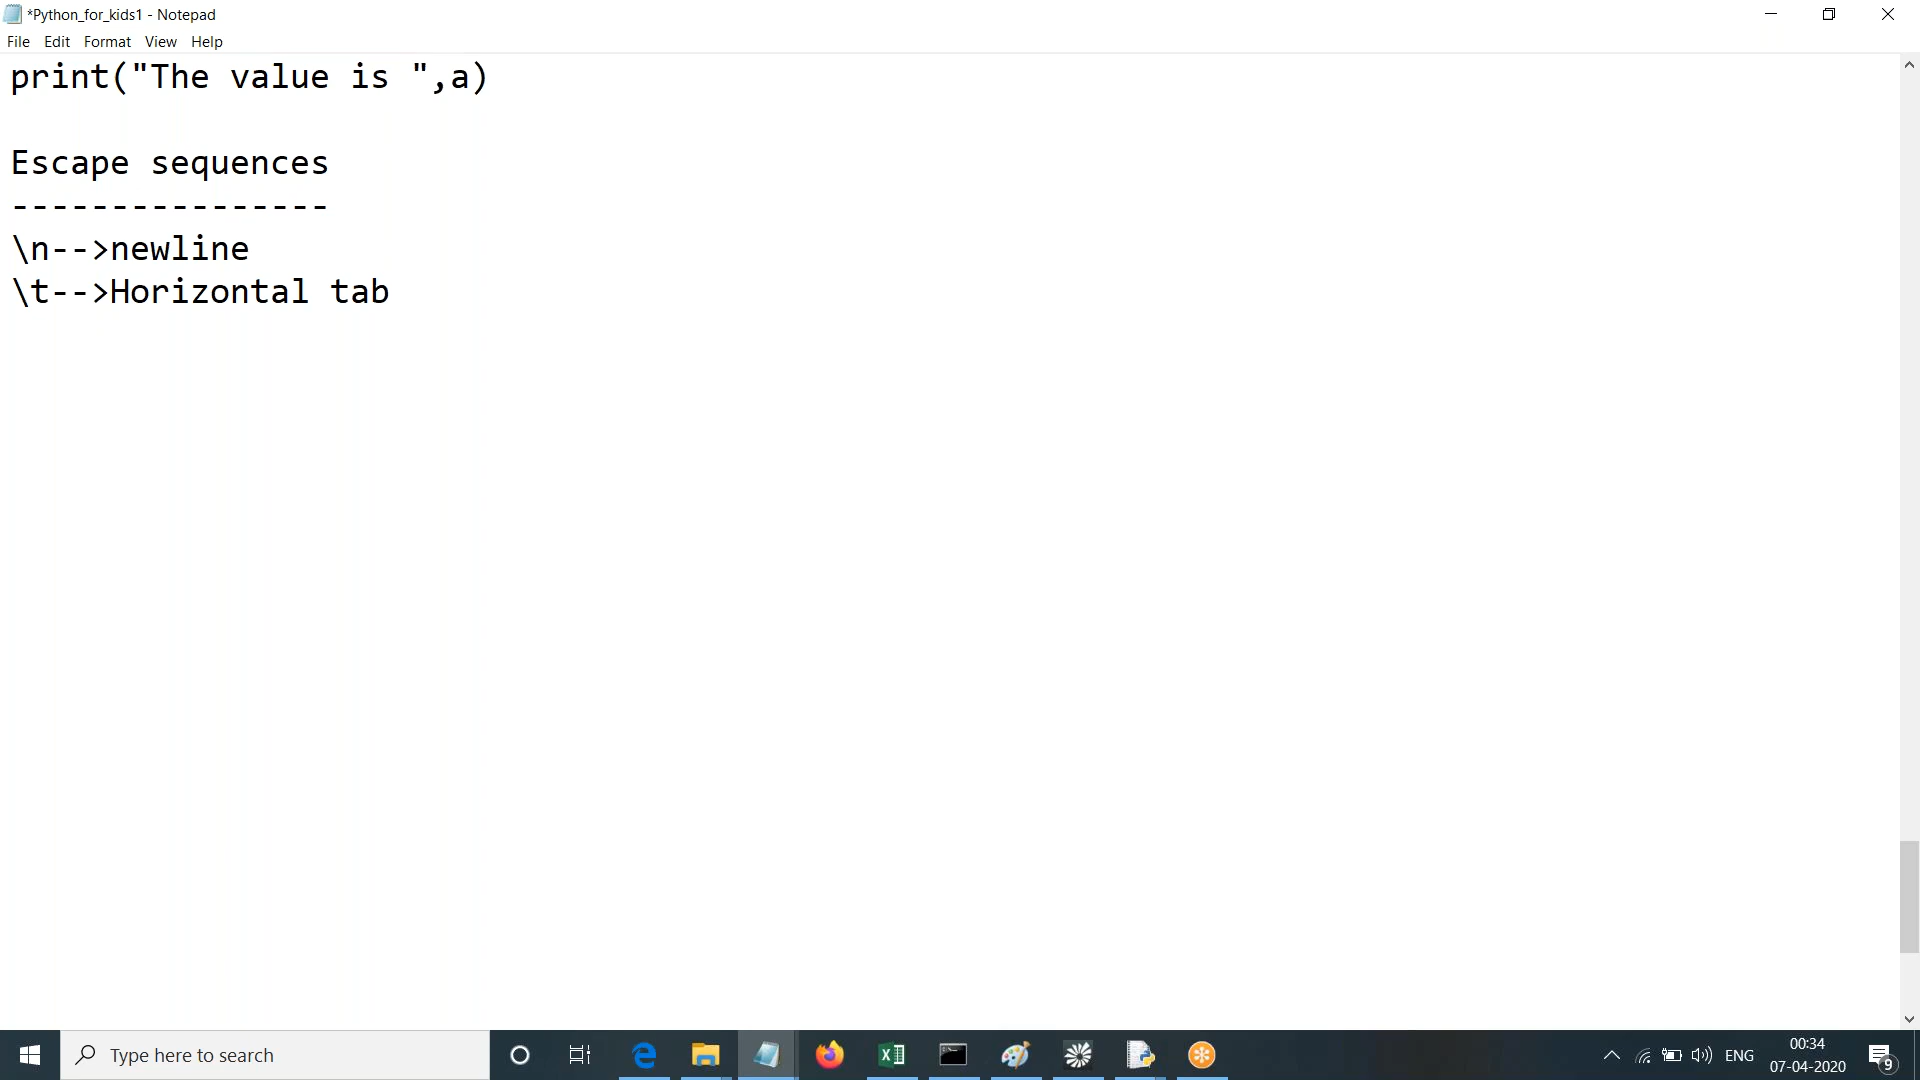 *Python_for_kids1 - Notepad
File Edit Format View Help
print("The value is ",a)
Escape sequences
----------------
\n-->newline
\t-->Horizontal tab
Type here to search
ENG
00:34
07-04-2020
9